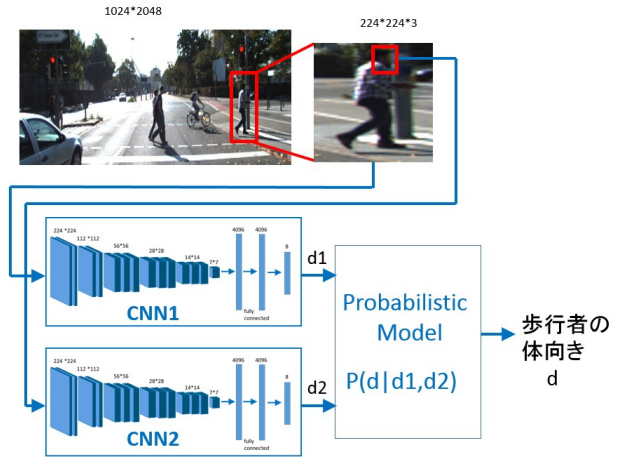 1024*2048
224*224*3
224 *224
112 *112
56*56
28*28
14*14
7*7
4096
4096
8
fully
connected
CNN1
d1
224 *224
112 *112
56*56
28*28
14*14
7*7
4096
4096
8
fully
connected
CNN2
d2
Probabilistic
Model
P(d|d1,d2)
歩行者の
体向き
d